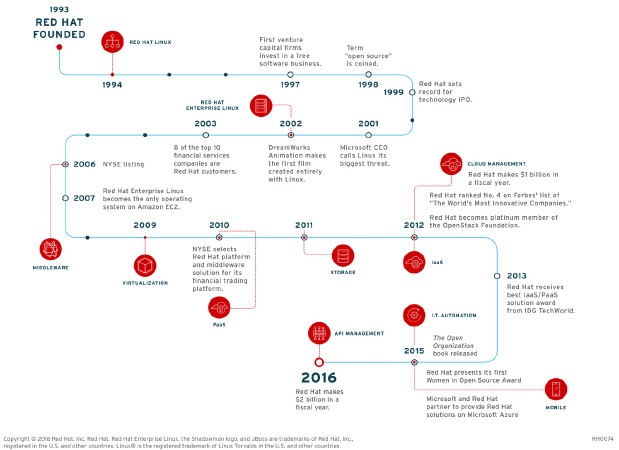 1993
RED HAT
FOUNDED
RED HAT LINUX
1994
First venture
capital firms
invest in a free
software business.
1997
Term
"open source"
is coined.
1998
1999
Red Hat sets
record for
technology IPO.
RED HAT
ENTERPRISE LINUX
2003
8 of the top 10
financial services
companies are
Red Hat customers.
2002
DreamWorks
Animation makes
the first film
created entirely
with Linux.
2001
Microsoft CEO
calls Linux its
biggest threat.
2006
NYSE listing
2007
Red Hat Enterprise Linux
becomes the only operating
system on Amazon EC2.
MIDDLEWARE
2009
VIRTUALIZATION
2010
NYSE selects
Red Hat platform
and middleware
solution for its
financial trading
platform.
PaaS
2011
STORAGE
CLOUD MANAGEMENT
Red Hat makes $1 billion in
a fiscal year.
Red Hat ranked No. 4 on Forbes' list of
"The World's Most Innovative Companies."
Red Hat becomes platinum member of
the OpenStack Foundation.
2012
IaaS
2013
Red Hat receives
best IaaS/PaaS
solution award
from IDG TechWorld.
I.T. AUTOMATION
The Open
Organization
book released
2015
Red Hat presents its first
Women in Open Source Award
Microsoft and Red Hat
partner to provide Red Hat
solutions on Microsoft Azure
MOBILE
API MANAGEMENT
2016
Red Hat makes
$2 billion in a
fiscal year.
Copyright © 2016 Red Hat, Inc. Red Hat, Red Hat Enterprise Linux, the Shadowman logo, and JBoss are trademarks of Red Hat, Inc.,
registered in the U.S. and other countries. Linux® is the registered trademark of Linus Torvalds in the U.S. and other countries.
RH0074